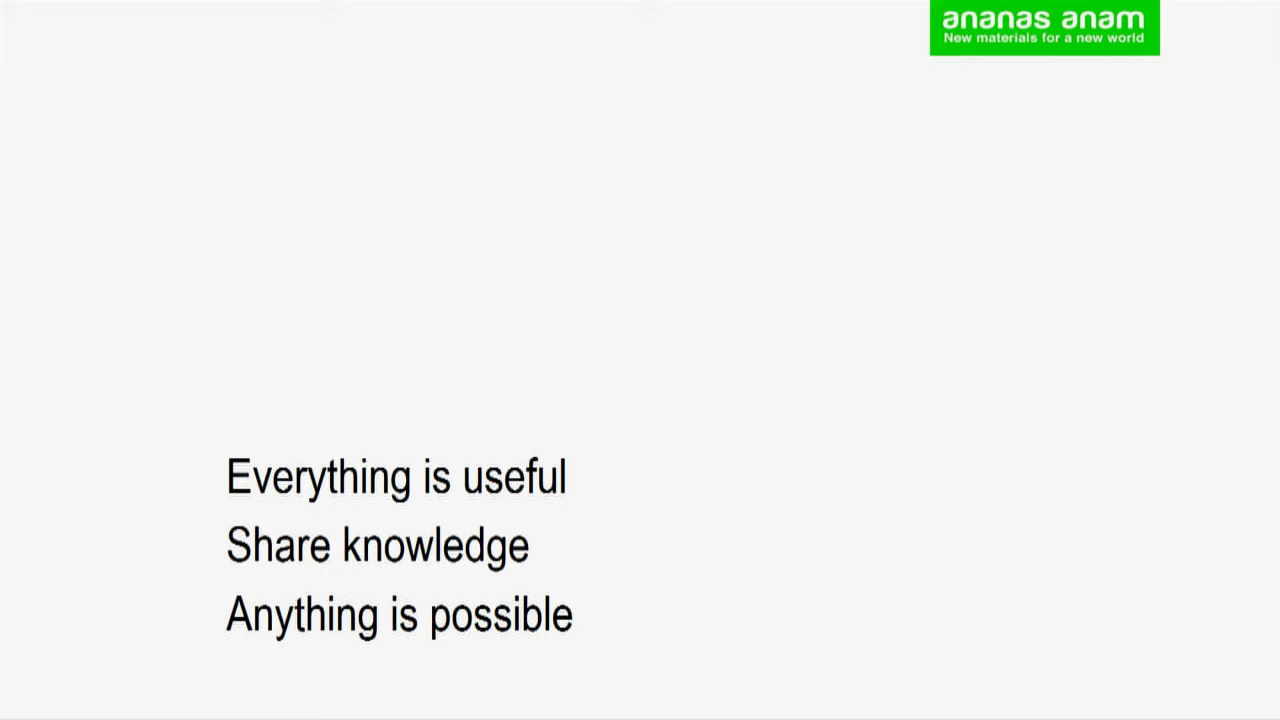 ananas anam
New materials for a new world
Everything is useful
Share knowledge
Anything is possible